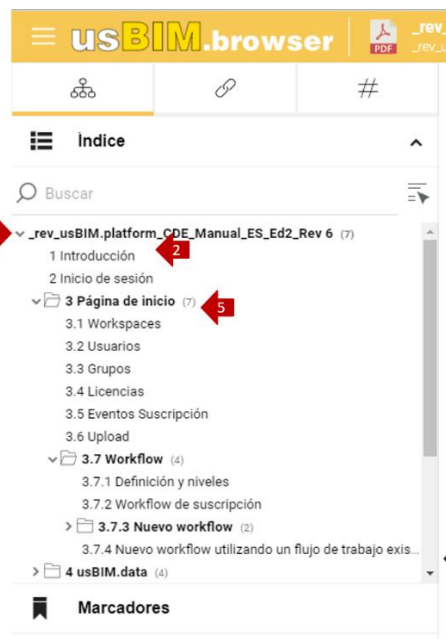 usBIM.browser
PDF
_rev_
_rev_u
#
Índice
Buscar
_rev_usBIM.platform_CDE_Manual_ES_Ed2_Rev 6 (7)
1 Introducción
2
2 Inicio de sesión
3 Página de inicio (7)
5
3.1 Workspaces
3.2 Usuarios
3.3 Grupos
3.4 Licencias
3.5 Eventos Suscripción
3.6 Upload
3.7 Workflow (4)
3.7.1 Definición y niveles
3.7.2 Workflow de suscripción
3.7.3 Nuevo workflow (2)
3.7.4 Nuevo workflow utilizando un flujo de trabajo exis...
4 usBIM.data (4)
Marcadores